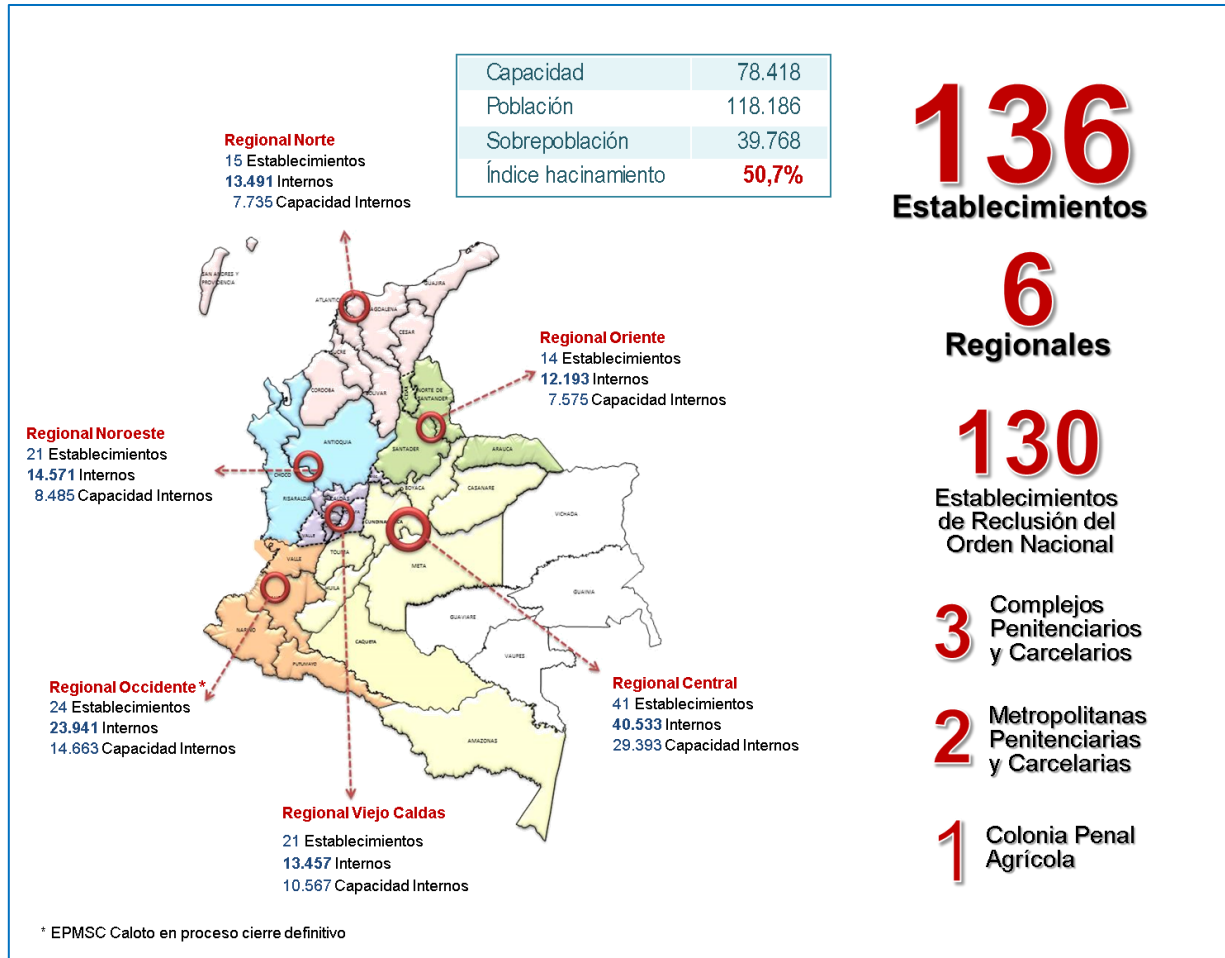 Capacidad 78.418
Población 118.186
Sobrepoblación 39.768
Índice hacinamiento 50,7%
136
Establecimientos
6
Regionales
130
Establecimientos
de Reclusión del
Orden Nacional
3
Complejos
Penitenciarios
y Carcelarios
2
Metropolitanas
Penitenciarias
y Carcelarias
1
Colonia Penal
Agrícola
Regional Norte
15 Establecimientos
13.491 Internos
7.735 Capacidad Internos
Regional Oriente
14 Establecimientos
12.193 Internos
7.575 Capacidad Internos
Regional Noroeste
21 Establecimientos
14.571 Internos
8.485 Capacidad Internos
Regional Occidente *
24 Establecimientos
23.941 Internos
14.663 Capacidad Internos
Regional Central
41 Establecimientos
40.533 Internos
29.393 Capacidad Internos
Regional Viejo Caldas
21 Establecimientos
13.457 Internos
10.567 Capacidad Internos
SAN ANDRES Y
PROVIDENCIA
GUAJIRA
CESAR
CORDOBA
BOLIVAR
NORTE DE
SANTANDER
SANTADER
ARAUCA
ANTIOQUIA
CHOCO
RISARALDA
BOYACA
CASANARE
VICHADA
VALLE
VALLE
TOLIMA
META
HUILA
GUAINIA
GUAVIARE
VAUPES
NARIÑO
CAQUETA
PUTUMAYO
AMAZONAS
* EPMSC Caloto en proceso cierre definitivo